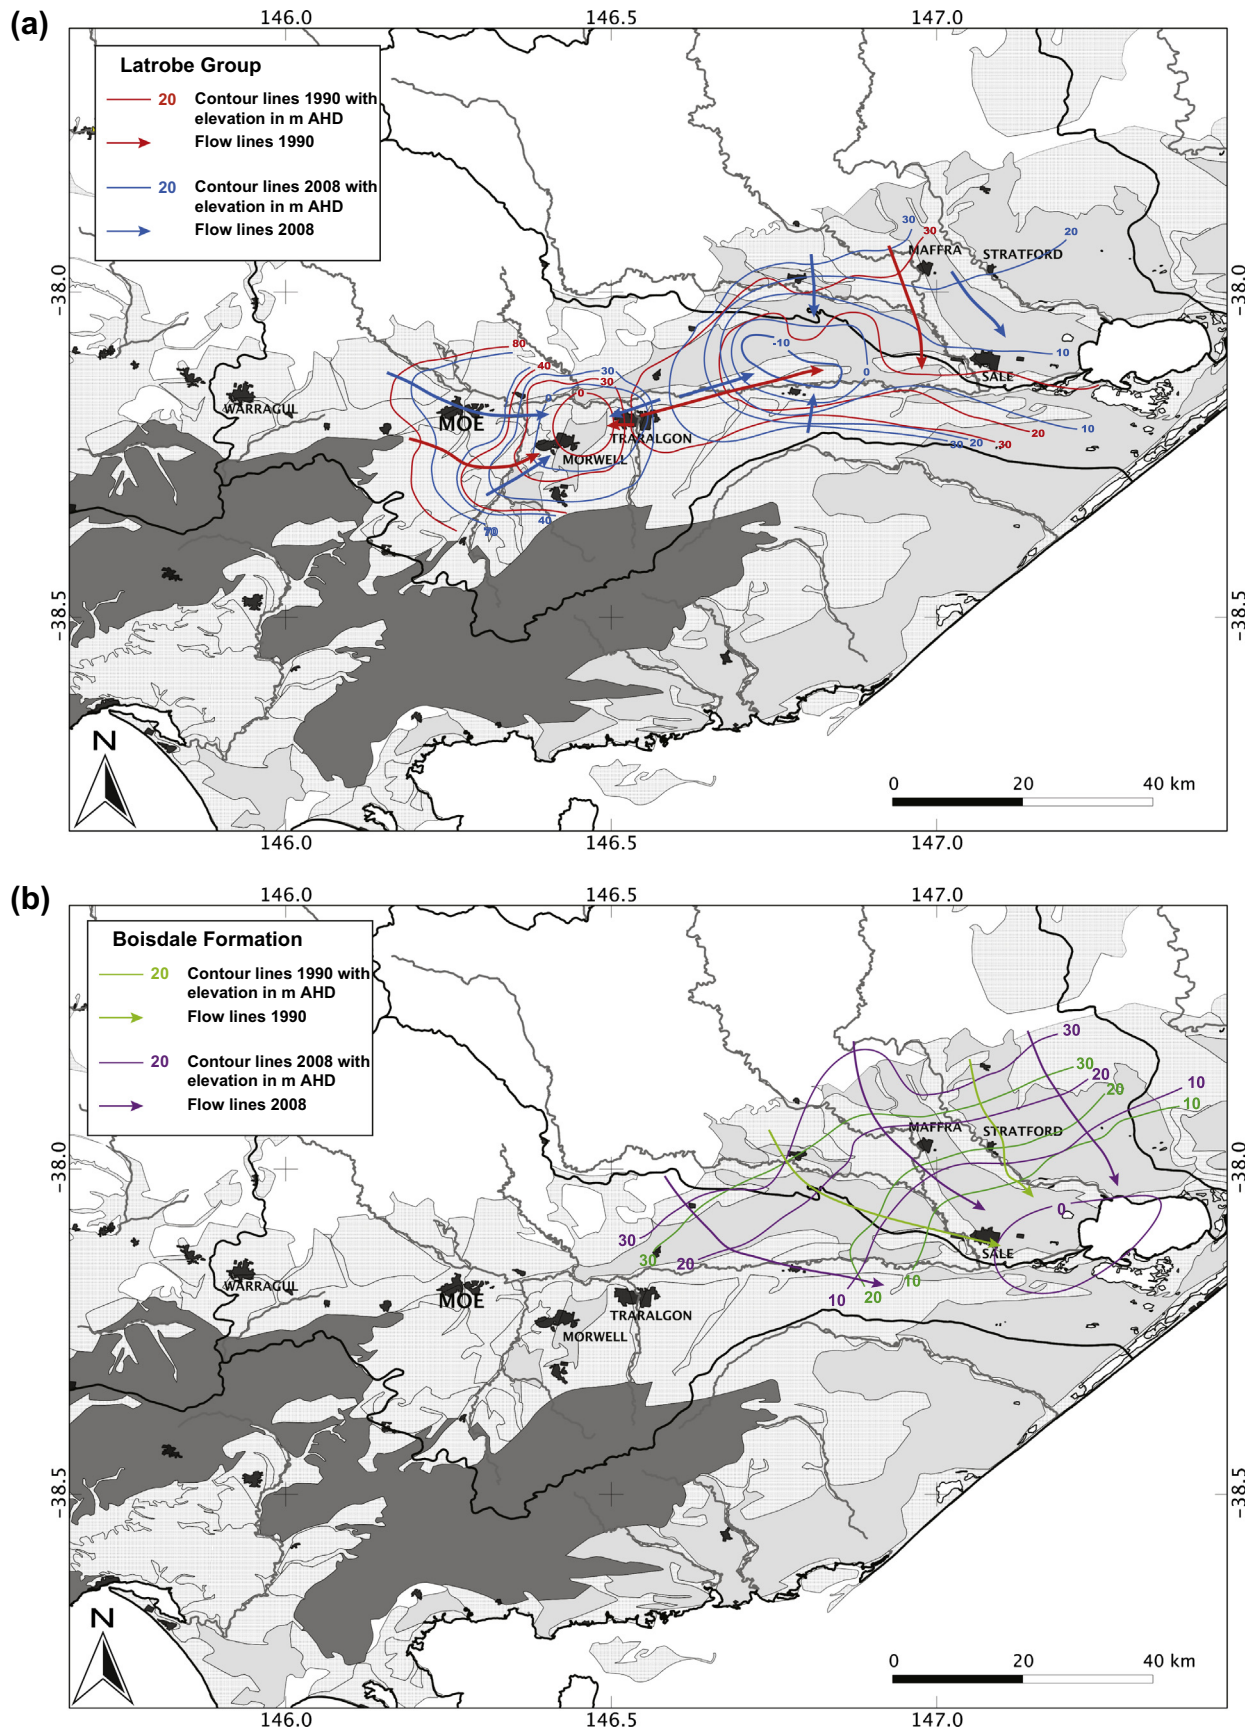 (a)
146.0 146.5 147.0
Latrobe Group
20 Contour lines 1990 with
elevation in m AHD
Flow lines 1990
20 Contour lines 2008 with
elevation in m AHD
Flow lines 2008
30
30
20
MAFFRA
STRATFORD
-38.0
-38.0
80
70
40
30
30
0
0
-10
0
10
SALE
WARRAGUL
MOE
TRARALGON
MORWELL
20
10
30
20
30
70
40
-38.5
-38.5
N
0 20 40 km
146.0 146.5 147.0
(b)
146.0 146.5 147.0
Boisdale Formation
20 Contour lines 1990 with
elevation in m AHD
Flow lines 1990
20 Contour lines 2008 with
elevation in m AHD
Flow lines 2008
30
30
20
20
10
10
MAFFRA
STRATFORD
-38.0
-38.0
0
30
30
20
SALE
10
10
20
WARRAGUL
MOE
TRARALGON
MORWELL
-38.5
-38.5
N
0 20 40 km
146.0 146.5 147.0